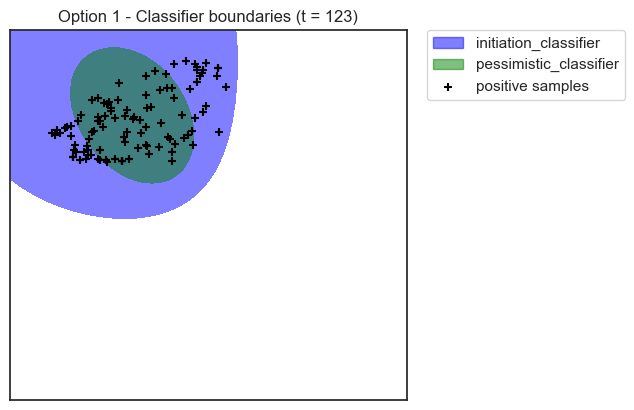 Option 1 - Classifier boundaries (t = 123)
initiation_classifier
pessimistic_classifier
positive samples